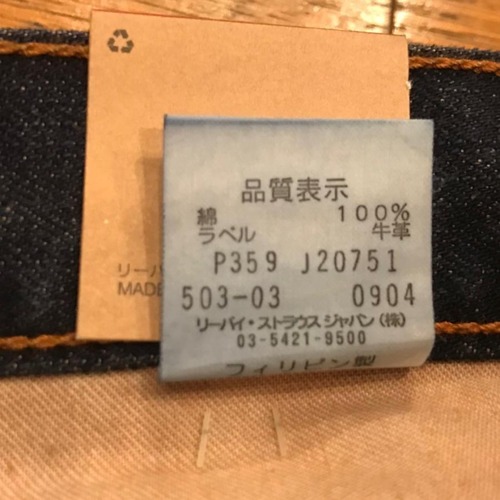 品質表示
綿 100%
ラベル 牛革
P359 J20751
503-03 0904
リーバイ・ストラウス ジャパン(株)
03-5421-9500
フィリピン製
リーバ
MADE